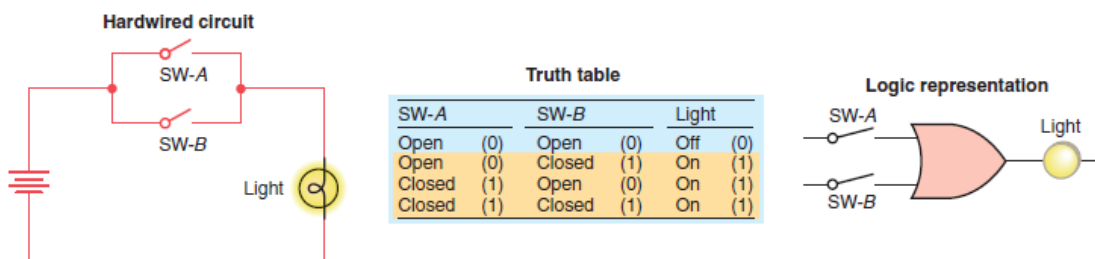 Hardwired circuit
SW-A
SW-B
Light
Truth table
SW-A SW-B Light
Open (0) Open (0) Off (0)
Open (0) Closed (1) On (1)
Closed (1) Open (0) On (1)
Closed (1) Closed (1) On (1)
Logic representation
SW-A
Light
SW-B